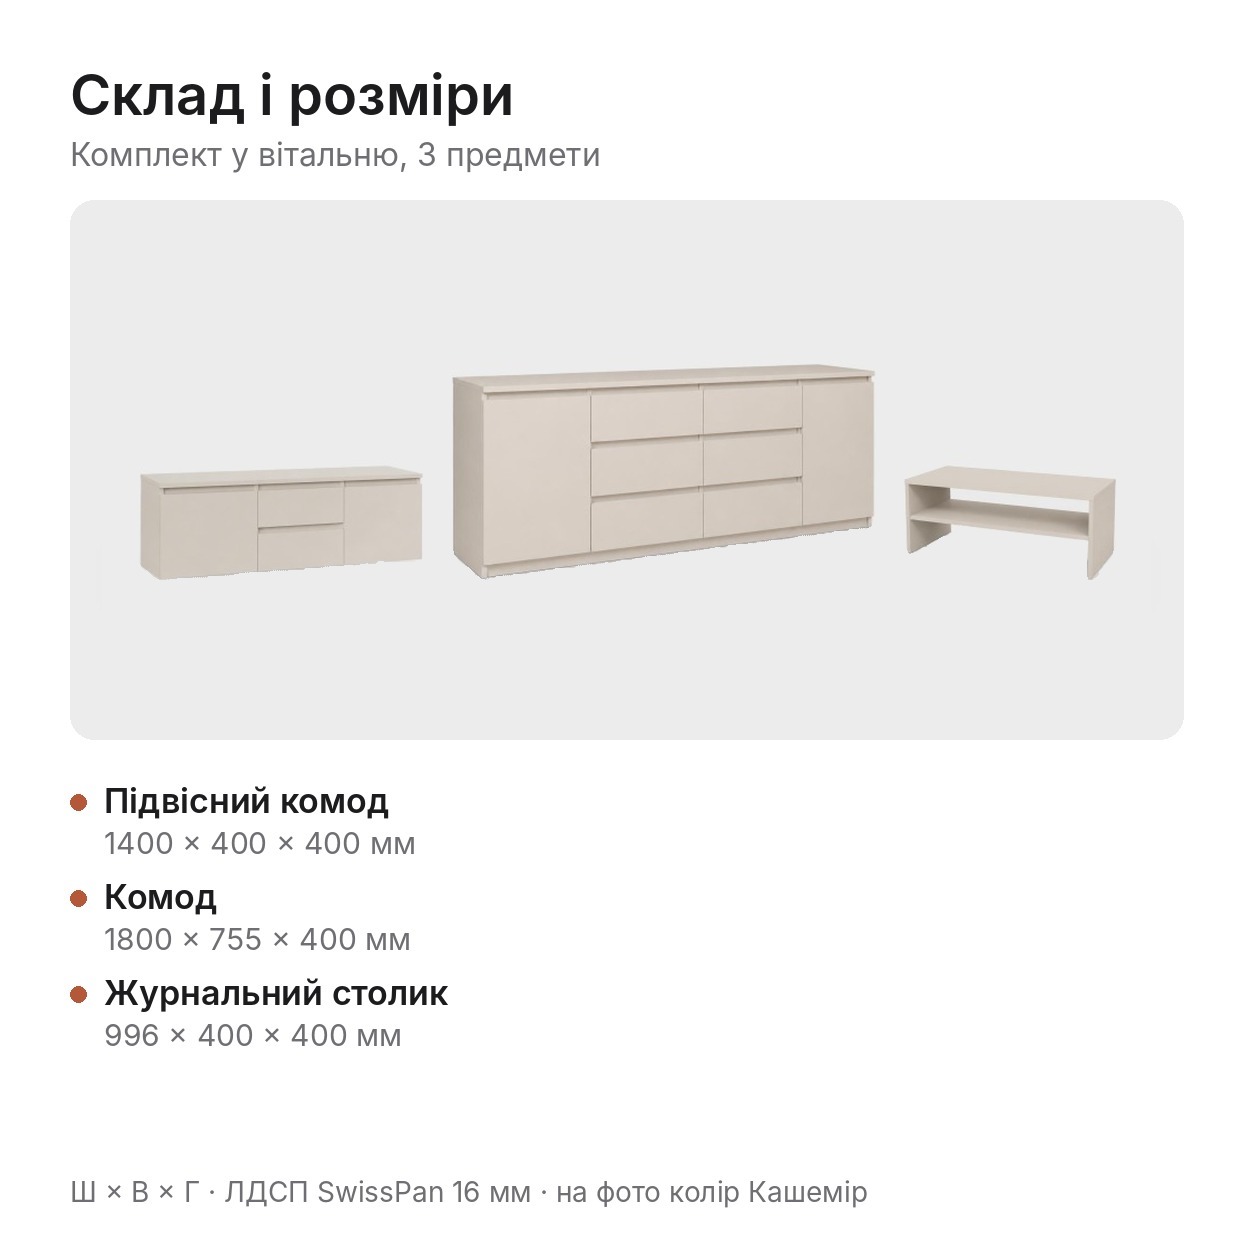 Склад і розміри
Комплект у вітальню, 3 предмети
Підвісний комод
1400 × 400 × 400 мм
Комод
1800 × 755 × 400 мм
Журнальний столик
996 × 400 × 400 мм
Ш × В × Г · ЛДСП SwissPan 16 мм · на фото колір Кашемір